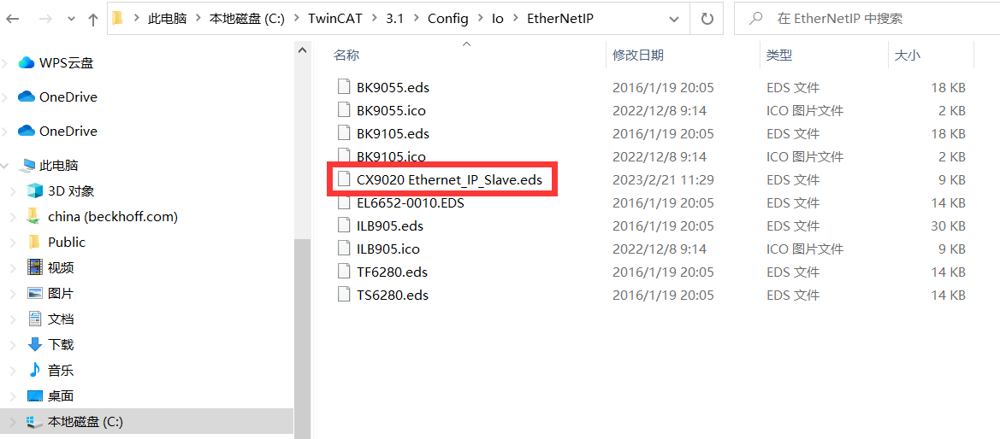 此电脑 > 本地磁盘 (C:) > TwinCAT > 3.1 > Config > Io > EtherNetIP
在 EtherNetIP 中搜索
WPS云盘
OneDrive
OneDrive
此电脑
3D 对象
china (beckhoff.com)
Public
视频
图片
文档
下载
音乐
桌面
本地磁盘 (C:)
名称 修改日期 类型 大小
BK9055.eds 2016/1/19 20:05 EDS 文件 18 KB
BK9055.ico 2022/12/8 9:14 ICO 图片文件 2 KB
BK9105.eds 2016/1/19 20:05 EDS 文件 18 KB
BK9105.ico 2022/12/8 9:14 ICO 图片文件 2 KB
CX9020 Ethernet_IP_Slave.eds 2023/2/21 11:29 EDS 文件 9 KB
EL6652-0010.EDS 2016/1/19 20:05 EDS 文件 14 KB
ILB905.eds 2016/1/19 20:05 EDS 文件 30 KB
ILB905.ico 2022/12/8 9:14 ICO 图片文件 9 KB
TF6280.eds 2016/1/19 20:05 EDS 文件 14 KB
TS6280.eds 2016/1/19 20:05 EDS 文件 14 KB